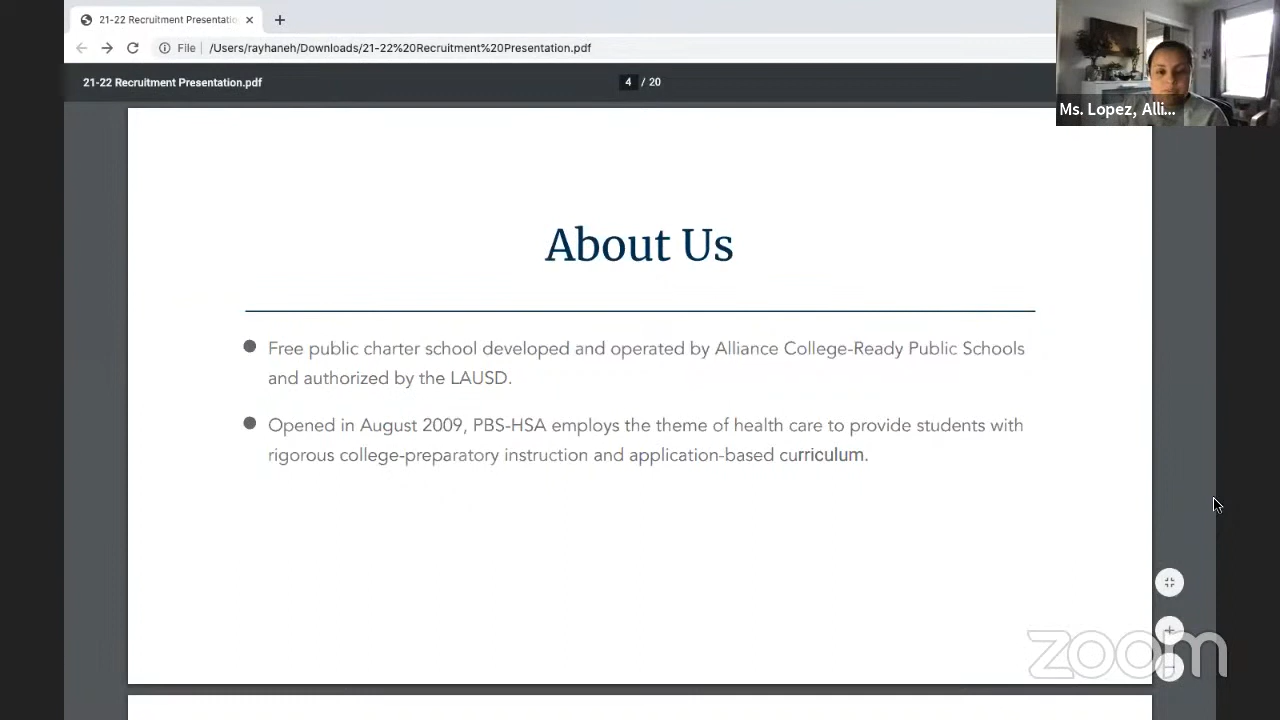 21-22 Recruitment Presentatio
File /Users/rayhaneh/Downloads/21-22%20Recruitment%20Presentation.pdf
21-22 Recruitment Presentation.pdf
4 / 20
Ms. Lopez, Alli...
About Us
Free public charter school developed and operated by Alliance College-Ready Public Schools
and authorized by the LAUSD.
Opened in August 2009, PBS-HSA employs the theme of health care to provide students with
rigorous college-preparatory instruction and application-based curriculum.
zoom